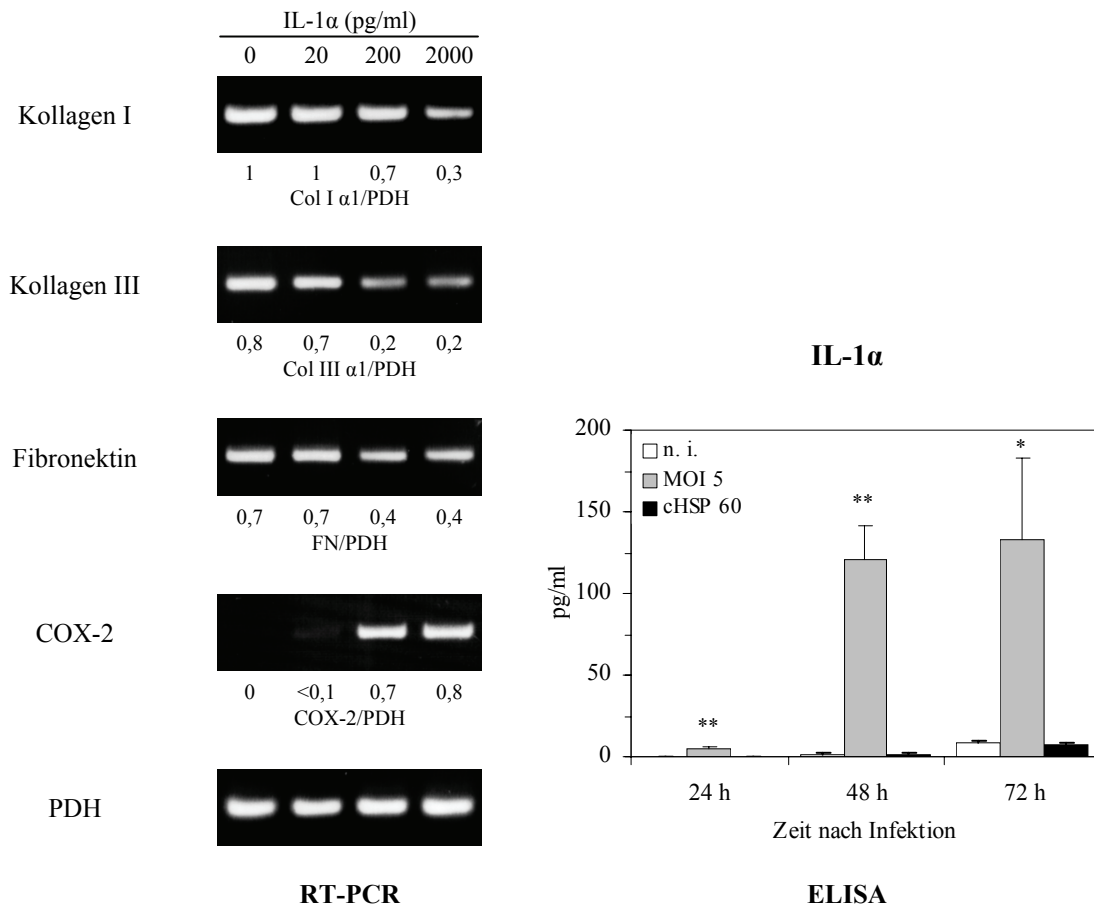 IL-1α (pg/ml)
0 20 200 2000
Kollagen I
1 1 0,7 0,3
Col I α1/PDH
Kollagen III
0,8 0,7 0,2 0,2
Col III α1/PDH
Fibronektin
0,7 0,7 0,4 0,4
FN/PDH
COX-2
0 <0,1 0,7 0,8
COX-2/PDH
PDH
RT-PCR
IL-1α
200
150
100
50
0
pg/ml
n. i.
MOI 5
cHSP 60
**
**
*
24 h 48 h 72 h
Zeit nach Infektion
ELISA